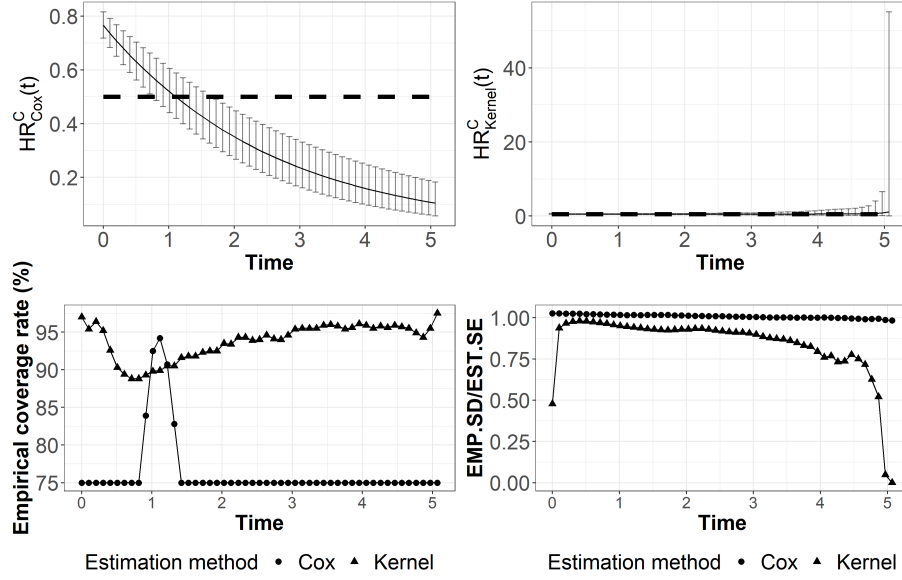 HR^C_Cox(t)
0.8
0.6
0.4
0.2
0 1 2 3 4 5
Time
HR^C_Kernel(t)
40
20
0
0 1 2 3 4 5
Time
Empirical coverage rate (%)
95
90
85
80
75
0 1 2 3 4 5
Time
Estimation method Cox Kernel
EMP.SD/EST.SE
1.00
0.75
0.50
0.25
0.00
0 1 2 3 4 5
Time
Estimation method Cox Kernel